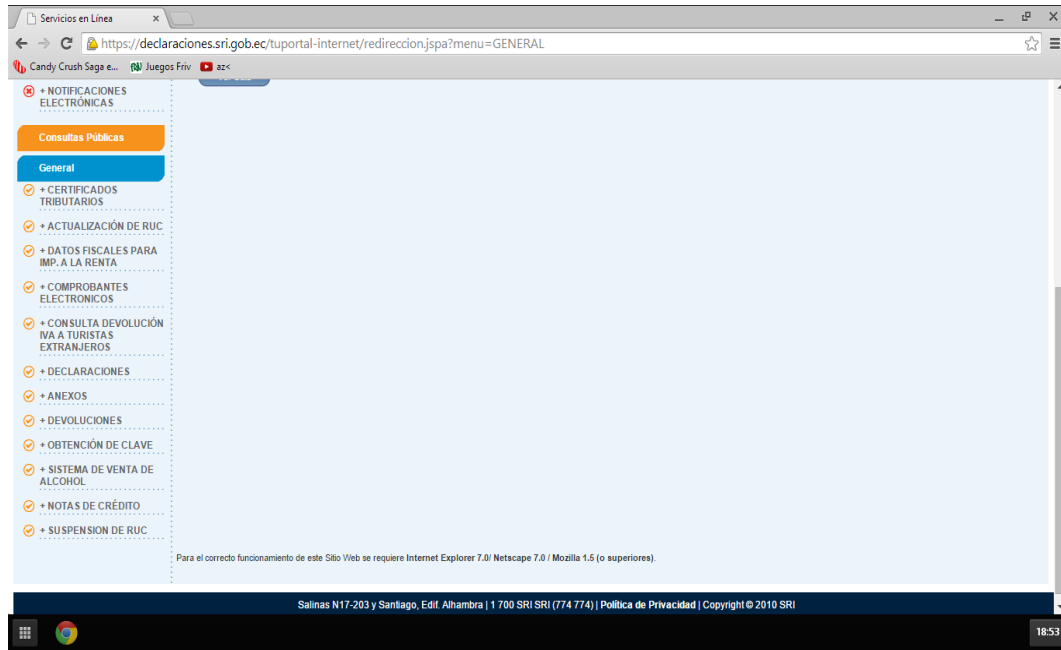 Servicios en Línea
https://declaraciones.sri.gob.ec/tuportal-internet/redireccion.jspa?menu=GENERAL
Candy Crush Saga e... Juegos Friv az<
+ NOTIFICACIONES
ELECTRÓNICAS
Consultas Públicas
General
+ CERTIFICADOS
TRIBUTARIOS
+ ACTUALIZACIÓN DE RUC
+ DATOS FISCALES PARA
IMP. A LA RENTA
+ COMPROBANTES
ELECTRONICOS
+ CONSULTA DEVOLUCIÓN
IVA A TURISTAS
EXTRANJEROS
+ DECLARACIONES
+ ANEXOS
+ DEVOLUCIONES
+ OBTENCIÓN DE CLAVE
+ SISTEMA DE VENTA DE
ALCOHOL
+ NOTAS DE CRÉDITO
+ SUSPENSION DE RUC
Para el correcto funcionamiento de este Sitio Web se requiere Internet Explorer 7.0/ Netscape 7.0 / Mozilla 1.5 (o superiores).
Salinas N17-203 y Santiago, Edif. Alhambra | 1 700 SRI SRI (774 774) | Política de Privacidad | Copyright © 2010 SRI
18:53